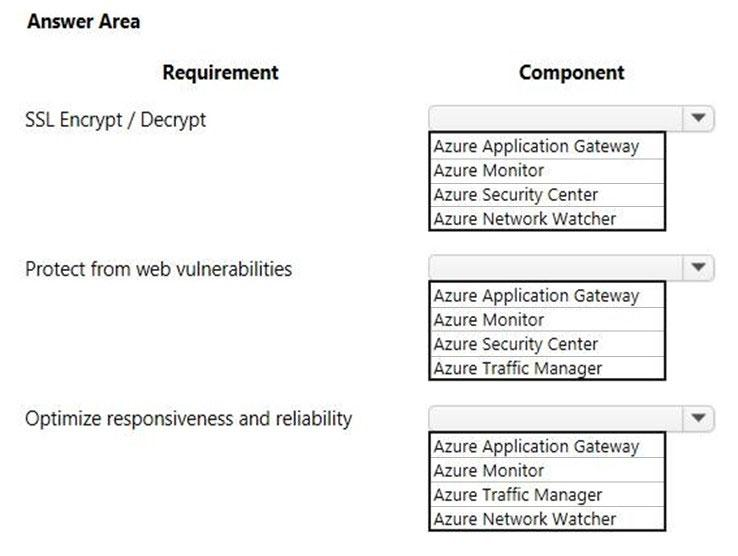 Answer Area
Requirement Component
SSL Encrypt / Decrypt
Azure Application Gateway
Azure Monitor
Azure Security Center
Azure Network Watcher
Protect from web vulnerabilities
Azure Application Gateway
Azure Monitor
Azure Security Center
Azure Traffic Manager
Optimize responsiveness and reliability
Azure Application Gateway
Azure Monitor
Azure Traffic Manager
Azure Network Watcher